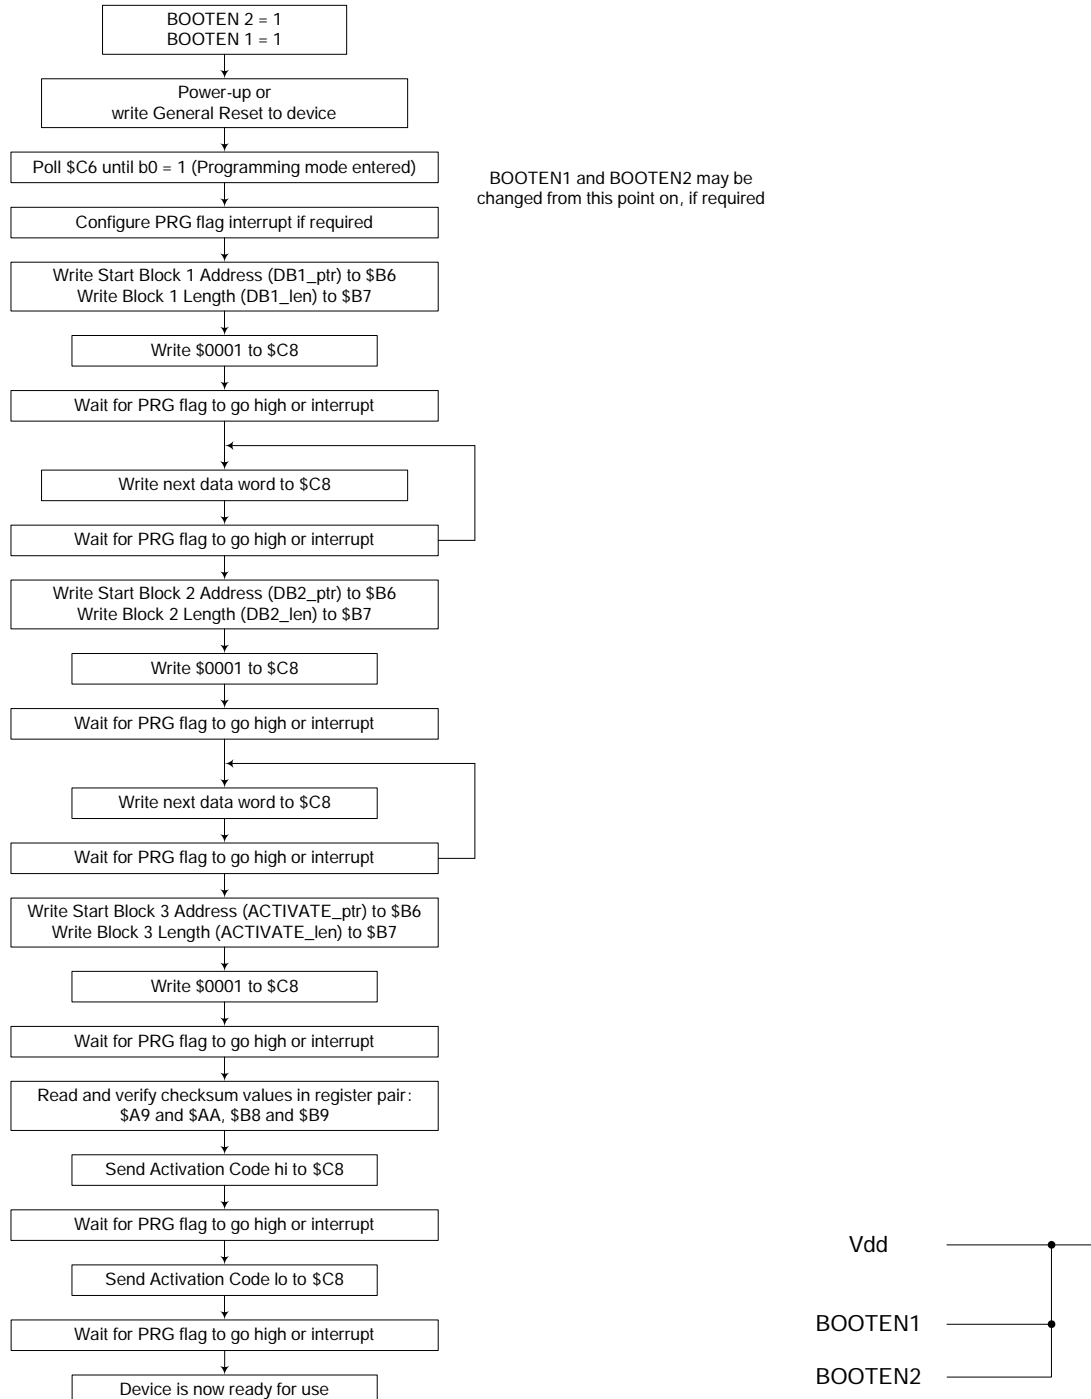 BOOTEN 2 = 1
BOOTEN 1 = 1
Power-up or
write General Reset to device
Poll $C6 until b0 = 1 (Programming mode entered)
BOOTEN1 and BOOTEN2 may be
changed from this point on, if required
Configure PRG flag interrupt if required
Write Start Block 1 Address (DB1_ptr) to $B6
Write Block 1 Length (DB1_len) to $B7
Write $0001 to $C8
Wait for PRG flag to go high or interrupt
Write next data word to $C8
Wait for PRG flag to go high or interrupt
Write Start Block 2 Address (DB2_ptr) to $B6
Write Block 2 Length (DB2_len) to $B7
Write $0001 to $C8
Wait for PRG flag to go high or interrupt
Write next data word to $C8
Wait for PRG flag to go high or interrupt
Write Start Block 3 Address (ACTIVATE_ptr) to $B6
Write Block 3 Length (ACTIVATE_len) to $B7
Write $0001 to $C8
Wait for PRG flag to go high or interrupt
Read and verify checksum values in register pair:
$A9 and $AA, $B8 and $B9
Send Activation Code hi to $C8
Wait for PRG flag to go high or interrupt
Send Activation Code lo to $C8
Wait for PRG flag to go high or interrupt
Device is now ready for use
Vdd
BOOTEN1
BOOTEN2